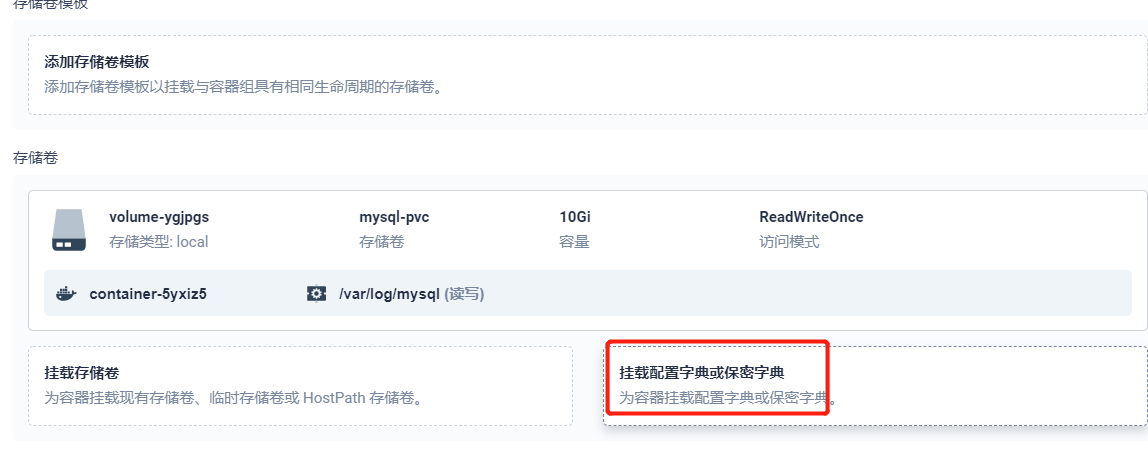 存储卷模板
添加存储卷模板
添加存储卷模板以挂载与容器组具有相同生命周期的存储卷。
存储卷
volume-ygjpgs mysql-pvc 10Gi ReadWriteOnce
存储类型: local 存储卷 容量 访问模式
container-5yxiz5 /var/log/mysql (读写)
挂载存储卷 挂载配置字典或保密字典
为容器挂载现有存储卷、临时存储卷或 HostPath 存储卷。 为容器挂载配置字典或保密字典。